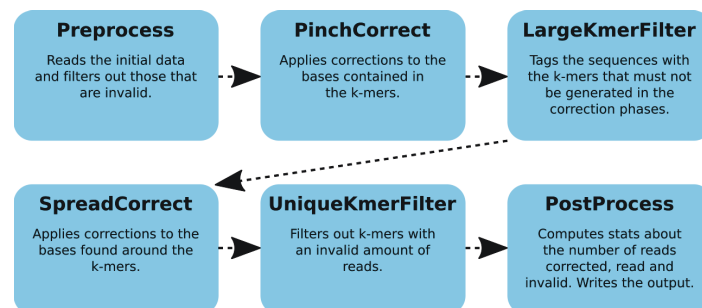 Preprocess
Reads the initial data
and filters out those that
are invalid.
PinchCorrect
Applies corrections to the
bases contained in
the k-mers.
LargeKmerFilter
Tags the sequences with
the k-mers that must not
be generated in the
correction phases.
SpreadCorrect
Applies corrections to the
bases found around the
k-mers.
UniqueKmerFilter
Filters out k-mers with
an invalid amount of
reads.
PostProcess
Computes stats about
the number of reads
corrected, read and
invalid. Writes the output.